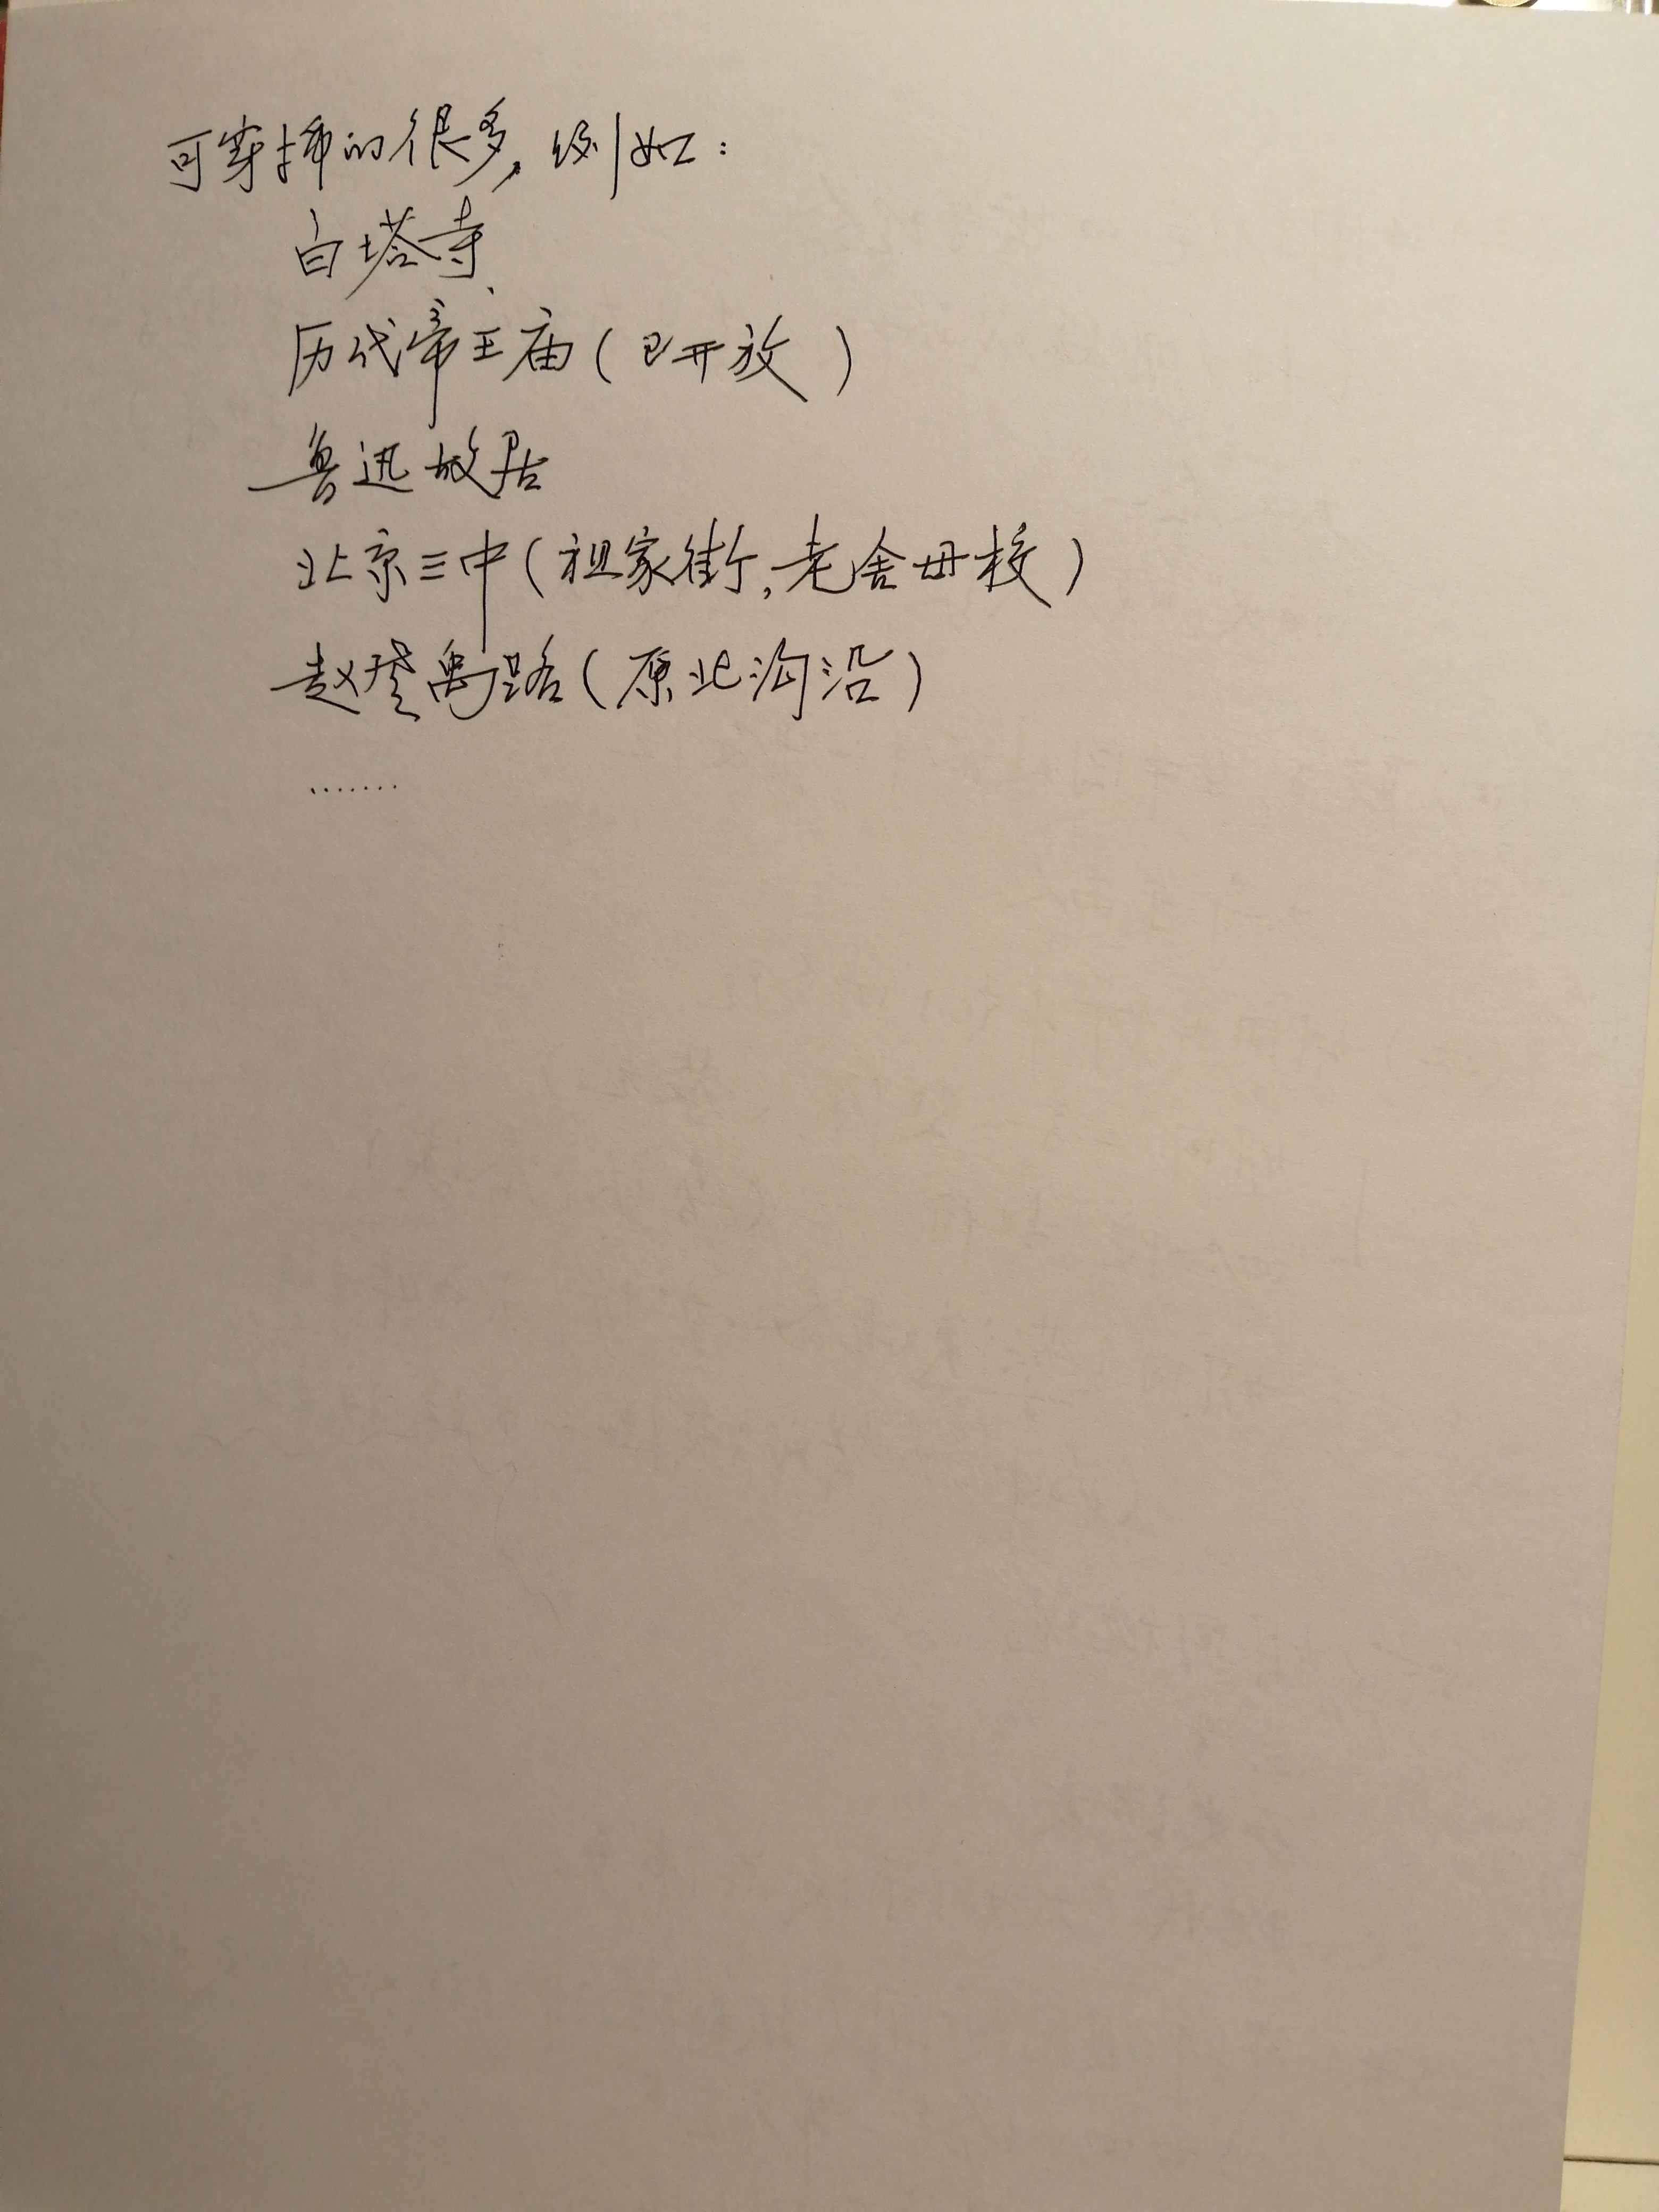 可穿插的很多，例如：
白塔寺
历代帝王庙（已开放）
鲁迅故居
北京三中（祖家街，老舍母校）
赵登禹路（原北沟沿）
.......